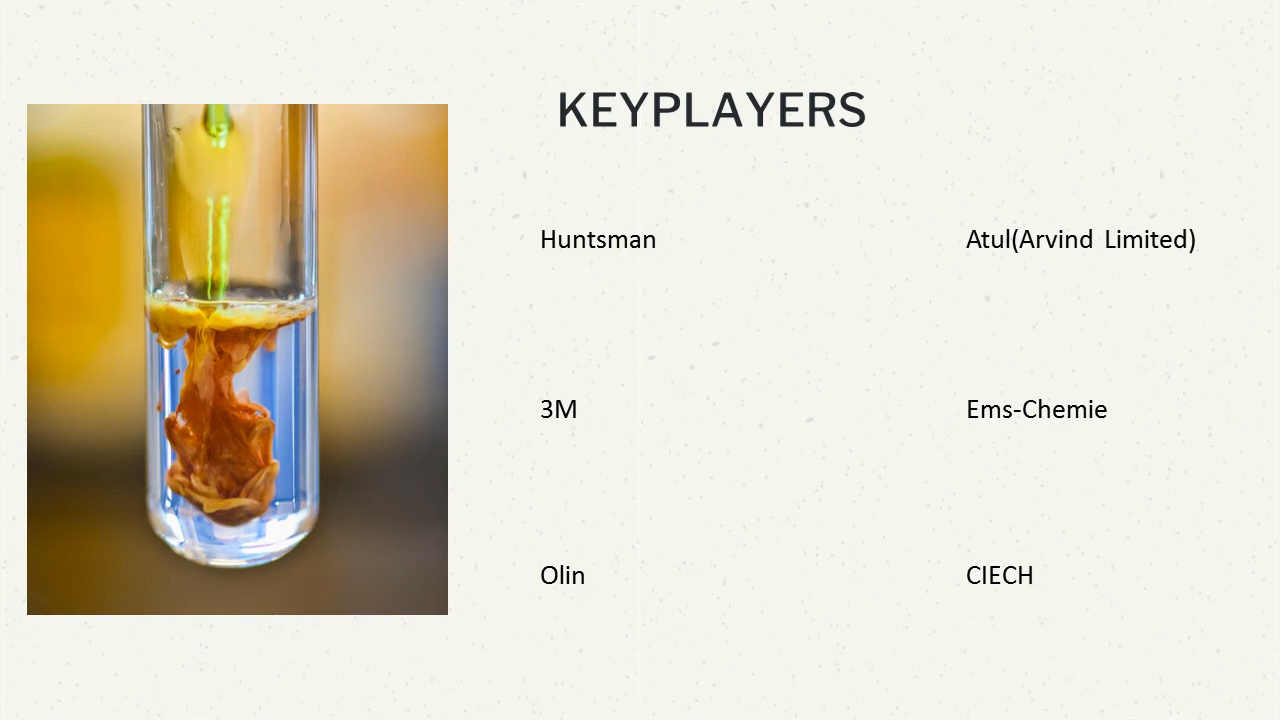 KEYPLAYERS
Huntsman
Atul(Arvind Limited)
3M
Ems-Chemie
Olin
CIECH